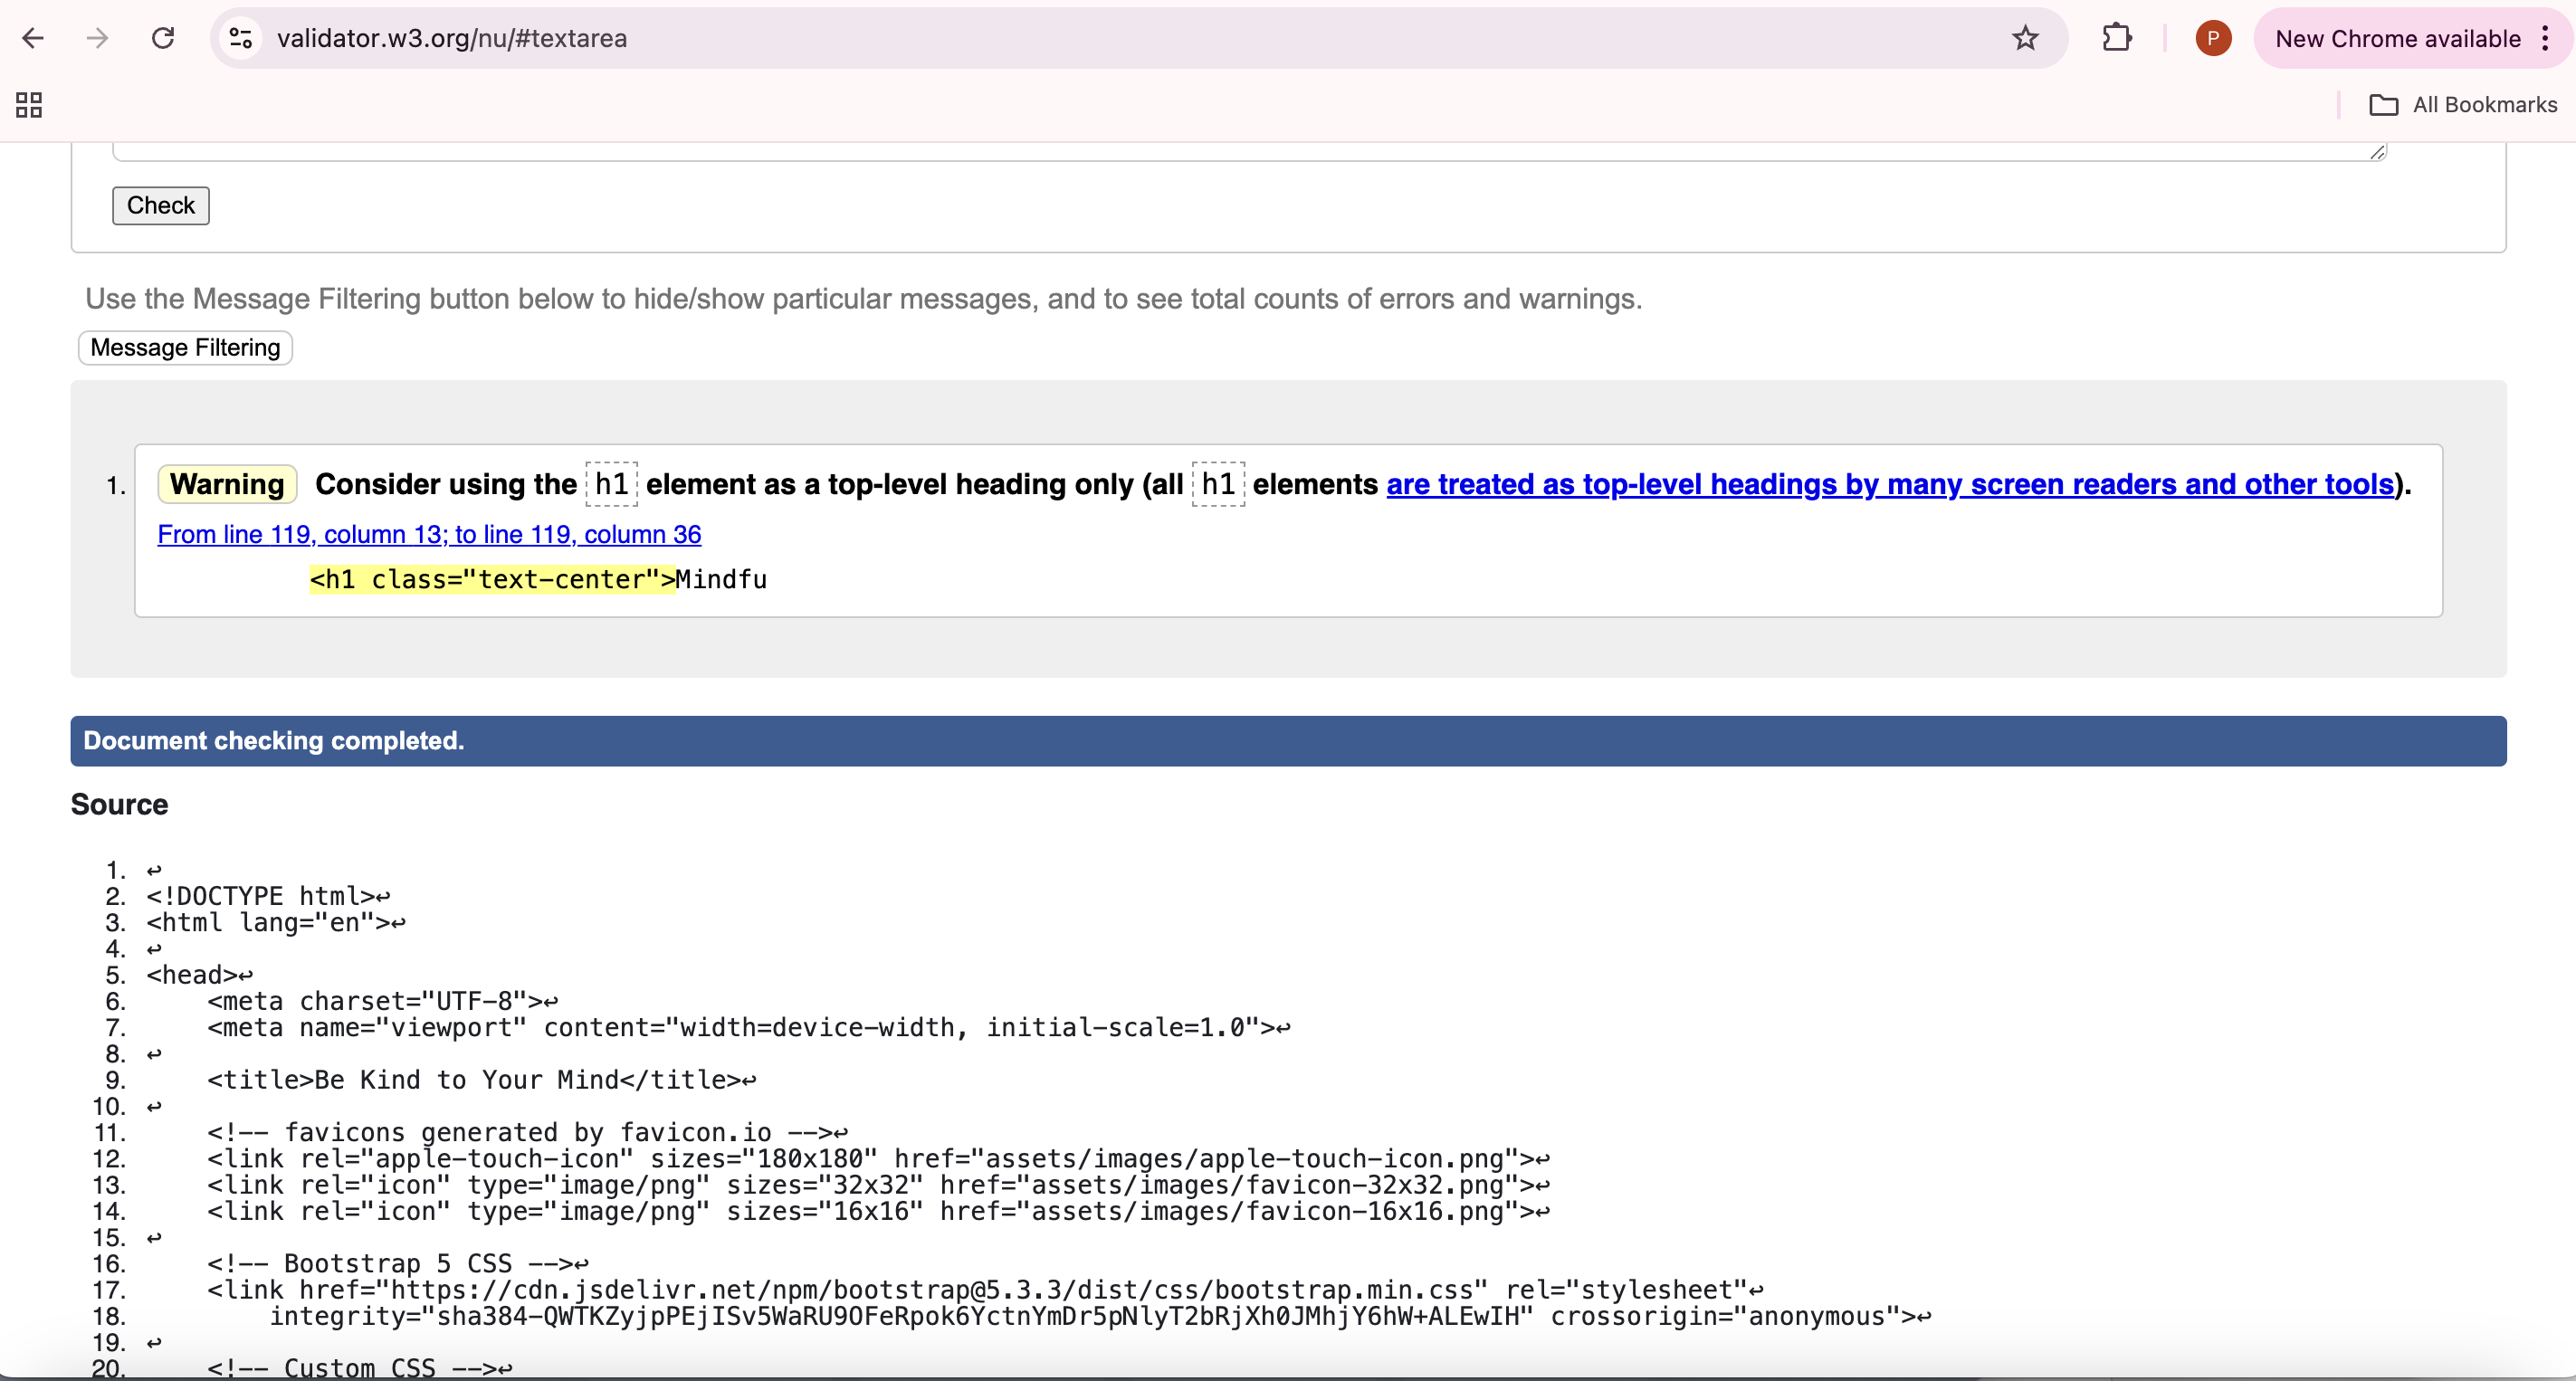 validator.w3.org/nu/#textarea
P
New Chrome available
All Bookmarks
Check
Use the Message Filtering button below to hide/show particular messages, and to see total counts of errors and warnings.
Message Filtering
1. Warning Consider using the h1 element as a top-level heading only (all h1 elements are treated as top-level headings by many screen readers and other tools).
From line 119, column 13; to line 119, column 36
<h1 class="text-center">Mindfu
Document checking completed.
Source
1. ↩
2. <!DOCTYPE html>↩
3. <html lang="en">↩
4. ↩
5. <head>↩
6.     <meta charset="UTF-8">↩
7.     <meta name="viewport" content="width=device-width, initial-scale=1.0">↩
8. ↩
9.     <title>Be Kind to Your Mind</title>↩
10. ↩
11.     <!-- favicons generated by favicon.io -->↩
12.     <link rel="apple-touch-icon" sizes="180x180" href="assets/images/apple-touch-icon.png">↩
13.     <link rel="icon" type="image/png" sizes="32x32" href="assets/images/favicon-32x32.png">↩
14.     <link rel="icon" type="image/png" sizes="16x16" href="assets/images/favicon-16x16.png">↩
15. ↩
16.     <!-- Bootstrap 5 CSS -->↩
17.     <link href="https://cdn.jsdelivr.net/npm/bootstrap@5.3.3/dist/css/bootstrap.min.css" rel="stylesheet"↩
18.         integrity="sha384-QWTKZyjpPEjISv5WaRU9OFeRpok6YctnYmDr5pNlyT2bRjXh0JMhjY6hW+ALEwIH" crossorigin="anonymous">↩
19. ↩
20.     <!-- Custom CSS -->↩